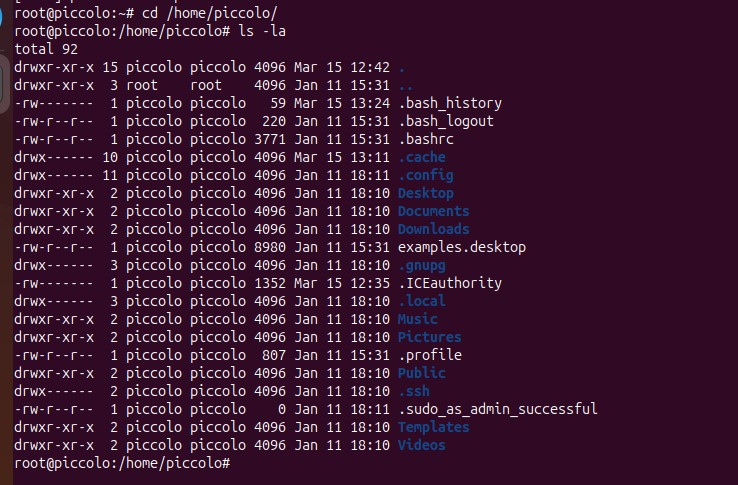 root@piccolo:~# cd /home/piccolo/
root@piccolo:/home/piccolo# ls -la
total 92
drwxr-xr-x 15 piccolo piccolo 4096 Mar 15 12:42 .
drwxr-xr-x  3 root    root    4096 Jan 11 15:31 ..
-rw-------  1 piccolo piccolo   59 Mar 15 13:24 .bash_history
-rw-r--r--  1 piccolo piccolo  220 Jan 11 15:31 .bash_logout
-rw-r--r--  1 piccolo piccolo 3771 Jan 11 15:31 .bashrc
drwx------ 10 piccolo piccolo 4096 Mar 15 13:11 .cache
drwx------ 11 piccolo piccolo 4096 Jan 11 18:11 .config
drwxr-xr-x  2 piccolo piccolo 4096 Jan 11 18:10 Desktop
drwxr-xr-x  2 piccolo piccolo 4096 Jan 11 18:10 Documents
drwxr-xr-x  2 piccolo piccolo 4096 Jan 11 18:10 Downloads
-rw-r--r--  1 piccolo piccolo 8980 Jan 11 15:31 examples.desktop
drwx------  3 piccolo piccolo 4096 Jan 11 18:10 .gnupg
-rw-------  1 piccolo piccolo 1352 Mar 15 12:35 .ICEauthority
drwx------  3 piccolo piccolo 4096 Jan 11 18:10 .local
drwxr-xr-x  2 piccolo piccolo 4096 Jan 11 18:10 Music
drwxr-xr-x  2 piccolo piccolo 4096 Jan 11 18:10 Pictures
-rw-r--r--  1 piccolo piccolo  807 Jan 11 15:31 .profile
drwxr-xr-x  2 piccolo piccolo 4096 Jan 11 18:10 Public
drwx------  2 piccolo piccolo 4096 Jan 11 18:10 .ssh
-rw-r--r--  1 piccolo piccolo    0 Jan 11 18:11 .sudo_as_admin_successful
drwxr-xr-x  2 piccolo piccolo 4096 Jan 11 18:10 Templates
drwxr-xr-x  2 piccolo piccolo 4096 Jan 11 18:10 Videos
root@piccolo:/home/piccolo#